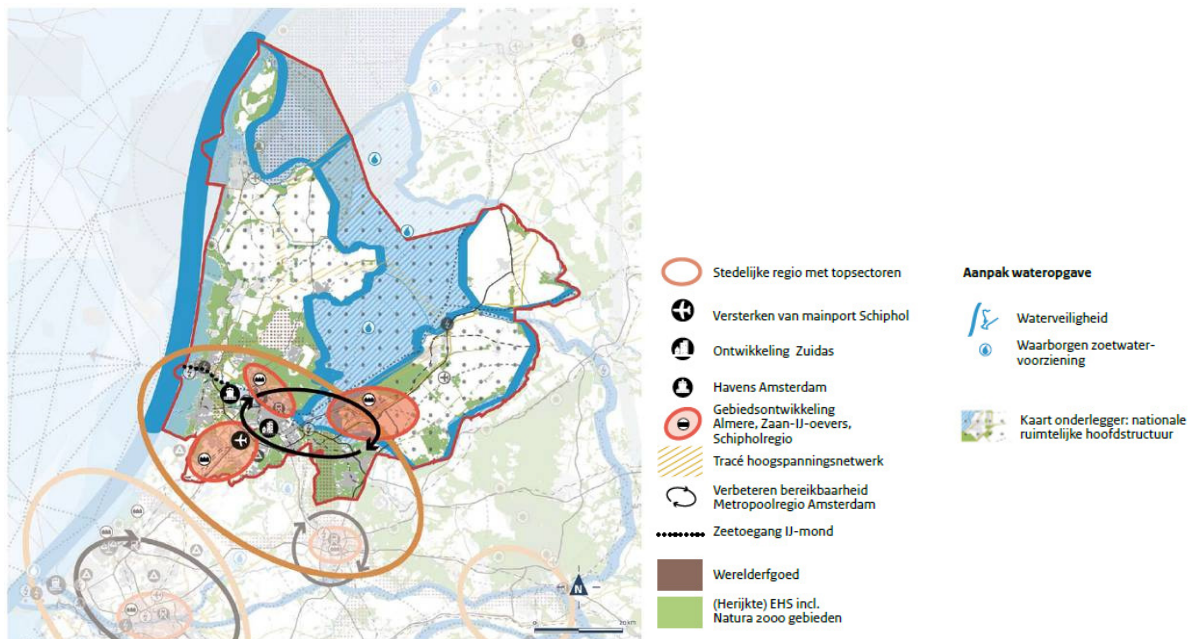 N
0
20 km
Stedelijke regio met topsectoren
Versterken van mainport Schiphol
Ontwikkeling Zuidas
Havens Amsterdam
Gebiedsontwikkeling
Almere, Zaan-IJ-oevers,
Schipholregio
Tracé hoogspanningsnetwerk
Verbeteren bereikbaarheid
Metropoolregio Amsterdam
Zeetoegang IJ-mond
Werelderfgoed
(Herijkte) EHS incl.
Natura 2000 gebieden
Aanpak wateropgave
Waterveiligheid
Waarborgen zoetwater-
voorziening
Kaart onderlegger: nationale
ruimtelijke hoofdstructuur